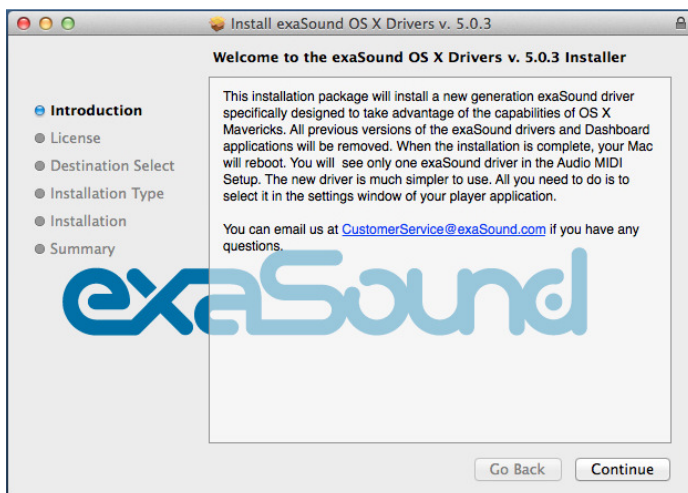 Install exaSound OS X Drivers v. 5.0.3
Welcome to the exaSound OS X Drivers v. 5.0.3 Installer
Introduction
License
Destination Select
Installation Type
Installation
Summary
This installation package will install a new generation exaSound driver
specifically designed to take advantage of the capabilities of OS X
Mavericks. All previous versions of the exaSound drivers and Dashboard
applications will be removed. When the installation is complete, your Mac
will reboot. You will see only one exaSound driver in the Audio MIDI
Setup. The new driver is much simpler to use. All you need to do is to
select it in the settings window of your player application.
You can email us at CustomerService@exaSound.com if you have any
questions.
exaSound
Go Back
Continue